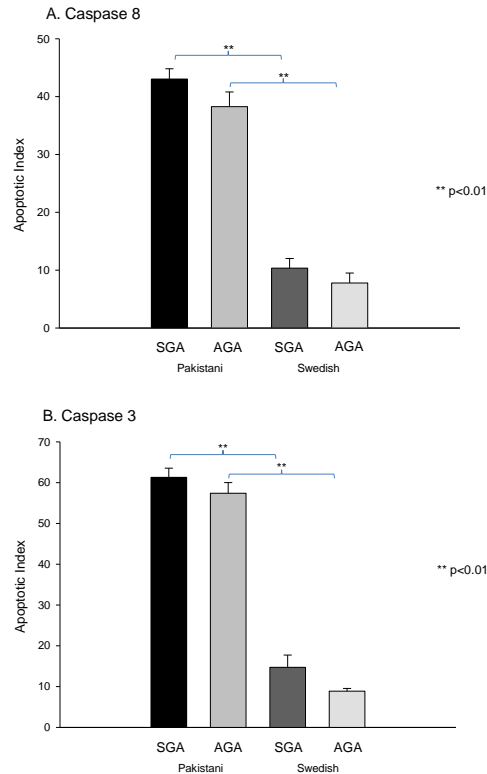 A. Caspase 8
50
40
30
20
10
0
Apoptotic Index
**
**
** p<0.01
SGA AGA SGA AGA
Pakistani Swedish
B. Caspase 3
70
60
50
40
30
20
10
0
Apoptotic Index
**
**
** p<0.01
SGA AGA SGA AGA
Pakistani Swedish